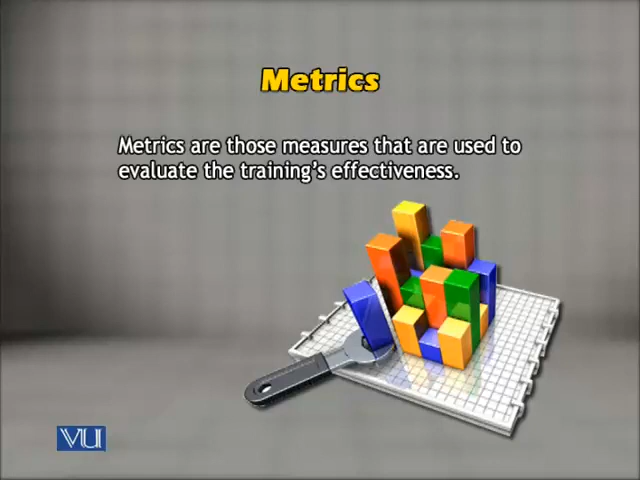 Metrics
Metrics are those measures that are used to
evaluate the training's effectiveness.
VU